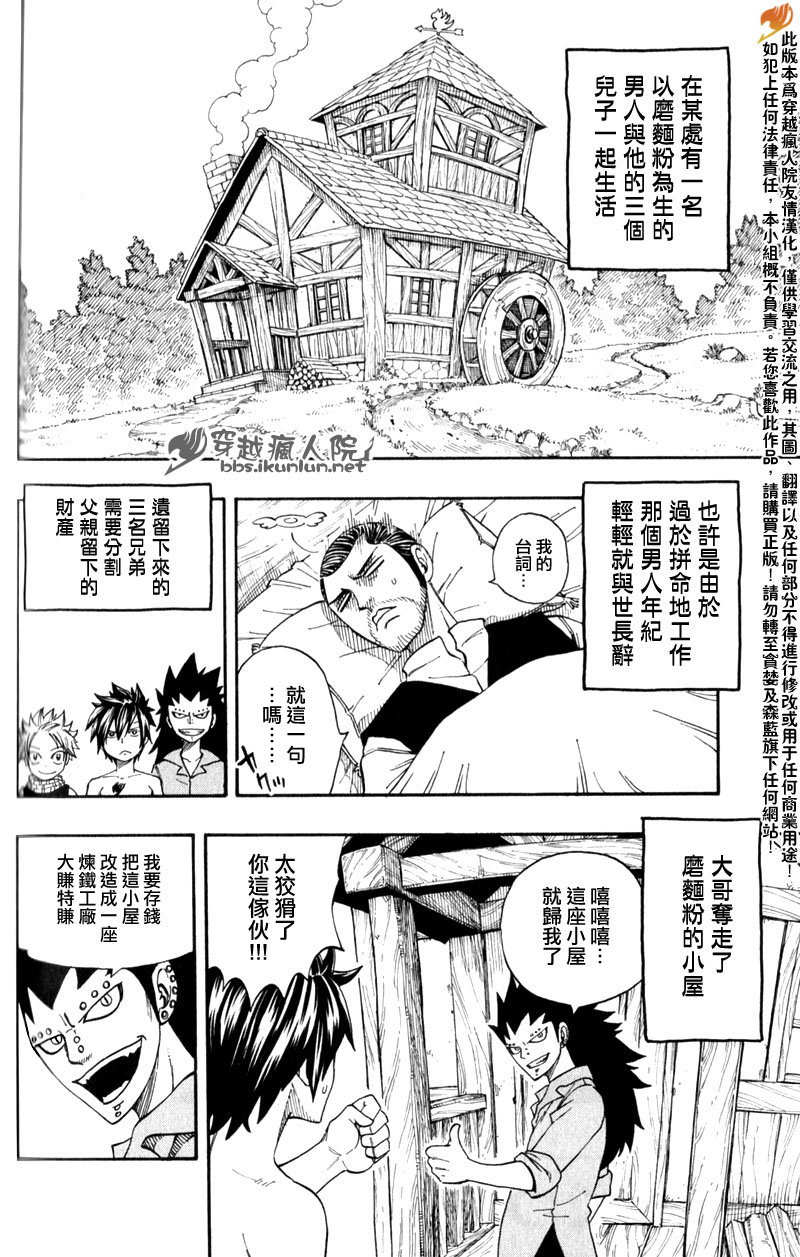 在某處有一名
以磨麵粉為生的
男人與他的三個
兒子一起生活
此版本爲穿越瘋人院友情漢化，僅供學習交流之用，其圖、翻譯以及任何部分不得進行修改或用于任何商業用途！
如犯上任何法律責任，本小組概不負責。若您喜歡此作品，請購買正版！請勿轉至貪婪及森藍旗下任何網站！
穿越瘋人院
bbs.ikunlun.net
也許是由於
過於拼命地工作
那個男人年紀
輕輕就與世長辭
我的
台詞…
就這一句
…嗎……
ガクッ
遺留下來的
三名兄弟
需要分割
父親留下的
財產
大哥奪走了
磨麵粉的小屋
嘻嘻嘻…
這座小屋
就歸我了
太狡猾了
你這傢伙!!!
我要存錢
把這小屋
改造成一座
煉鐵工廠
大賺特賺